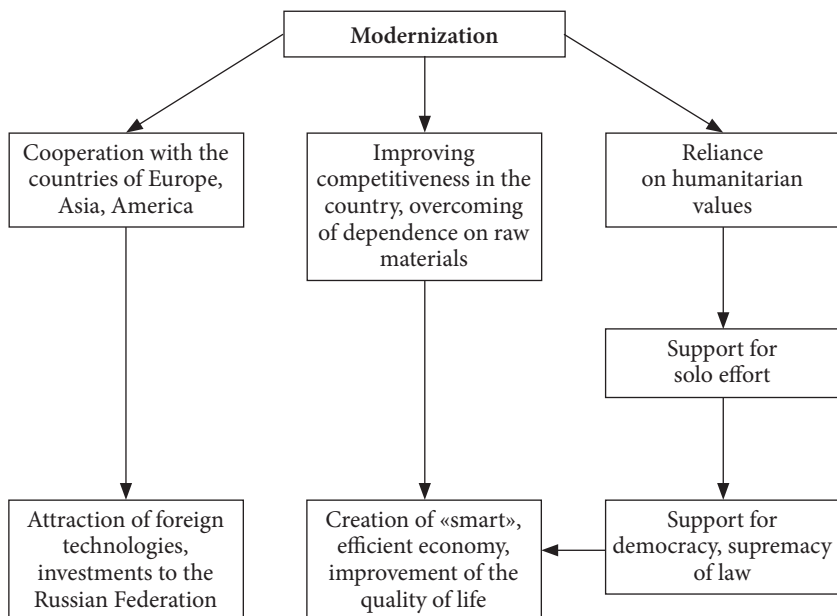 Modernization
Cooperation with the
countries of Europe,
Asia, America
Improving
competitiveness in the
country, overcoming
of dependence on raw
materials
Reliance
on humanitarian
values
Support for
solo effort
Attraction of foreign
technologies,
investments to the
Russian Federation
Creation of «smart»,
efficient economy,
improvement of the
quality of life
Support for
democracy, supremacy
of law